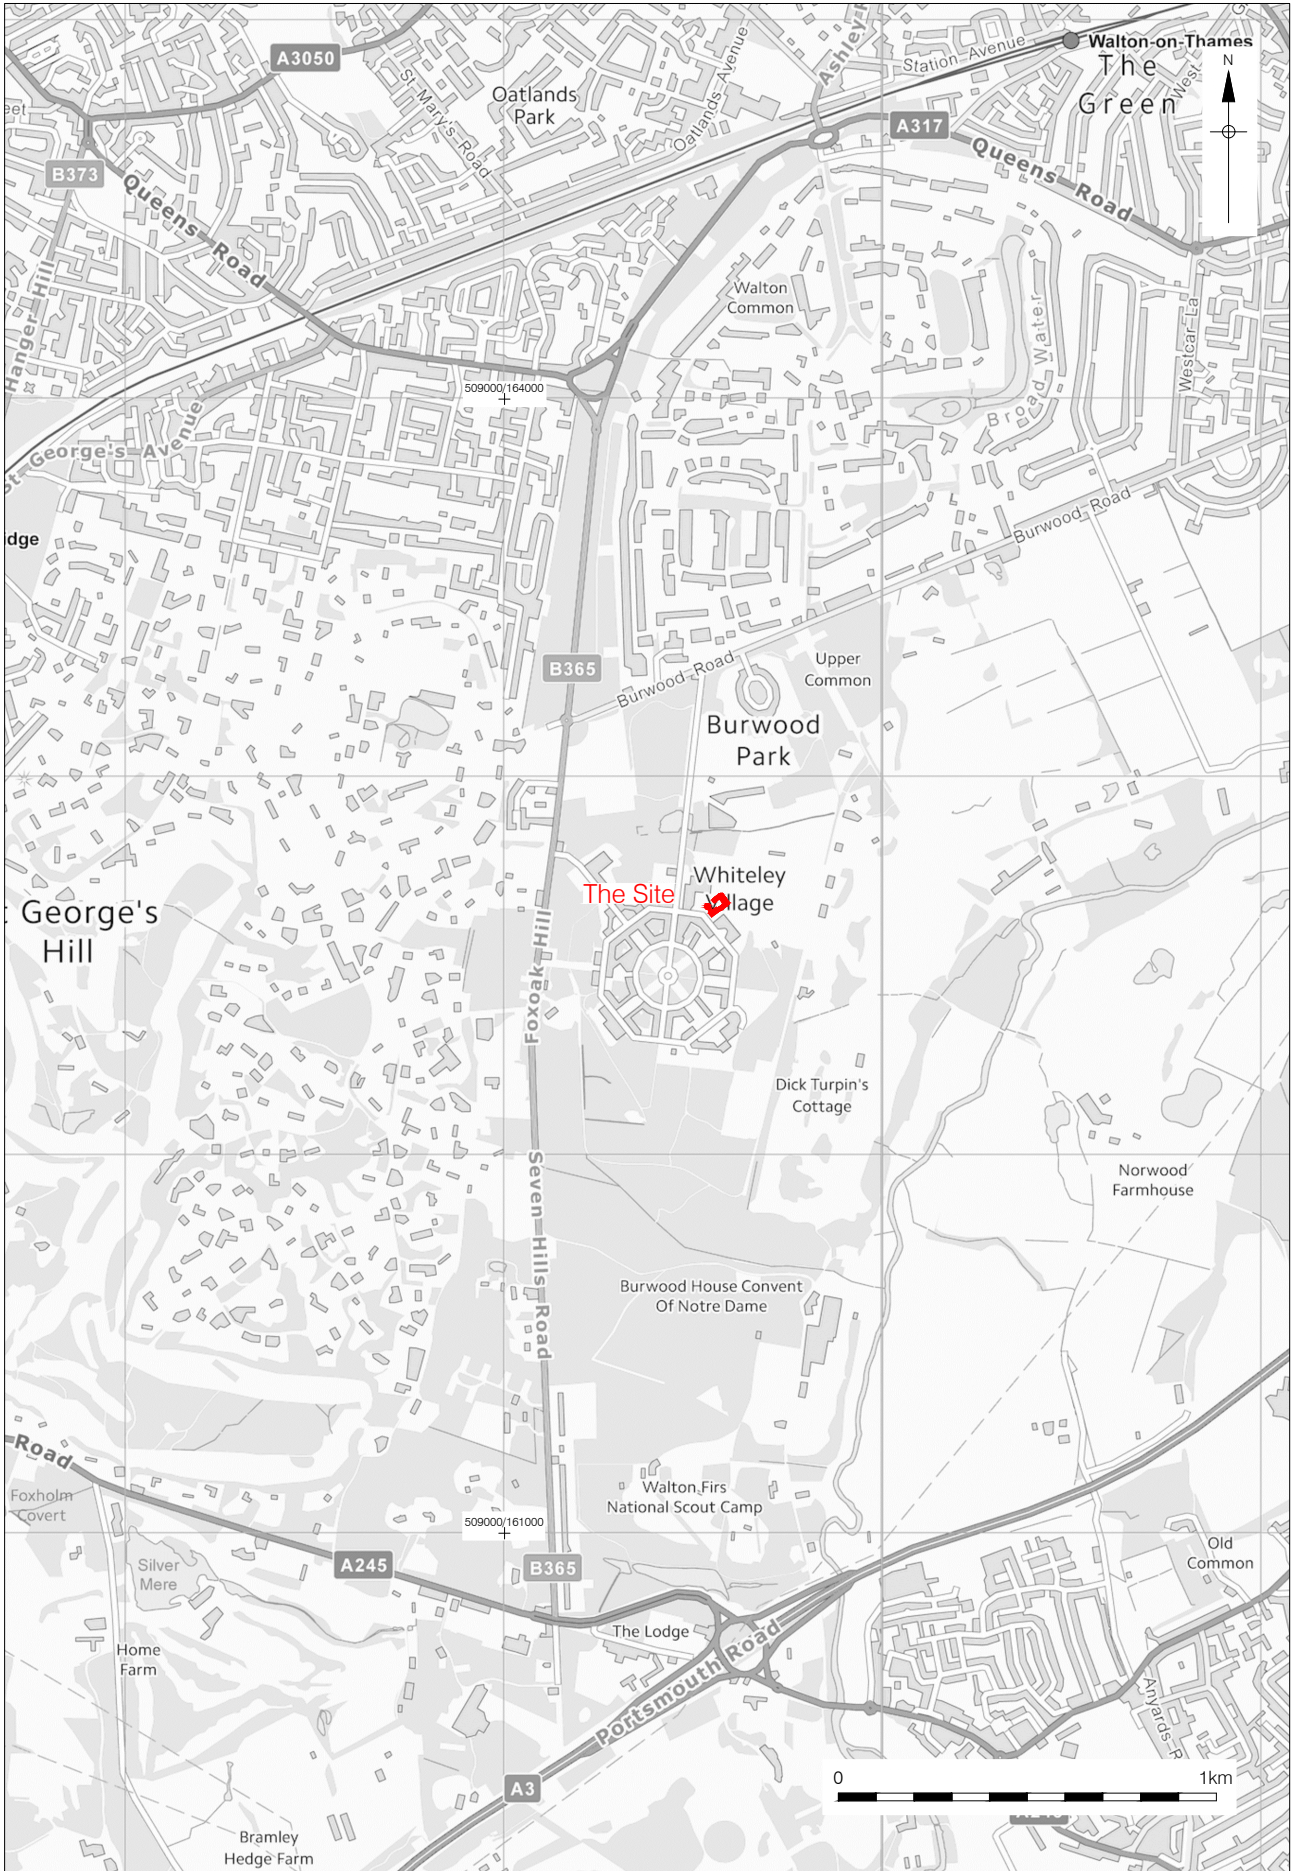 A3050
Station Avenue
Walton-on-Thames
The
Green
N
Oatlands
Park
St. Mary's Road
Oatlands Avenue
A317
Queens Road
B373
Queens Road
Hanger Hill
Walton
Common
Broad Water
Westcar La
509000/164000
St. George's Avenue
Burwood Road
idge
B365
Burwood Road
Upper
Common
Burwood
Park
Whiteley
Village
The Site
George's
Hill
Foxoak Hill
Dick Turpin's
Cottage
Seven Hills Road
Norwood
Farmhouse
Burwood House Convent
Of Notre Dame
Road
Foxholm
Covert
Walton Firs
National Scout Camp
509000/161000
Old
Common
A245
B365
Silver
Mere
The Lodge
Home
Farm
Portsmouth Road
Anyards R
A3
0 1km
Bramley
Hedge Farm